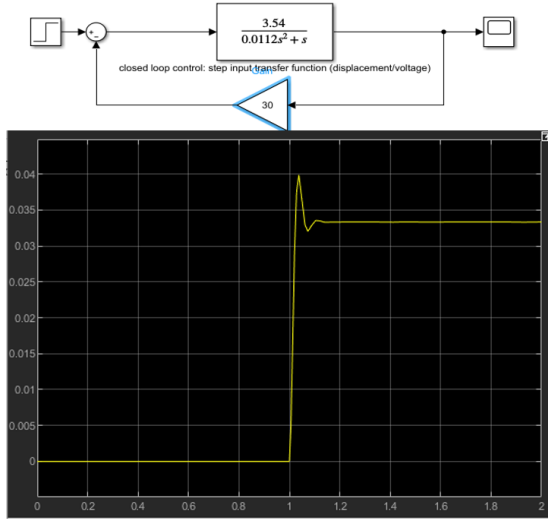 3.54
0.0112s² + s
closed loop control: step input transfer function (displacement/voltage)
Gain
30
0.04
0.035
0.03
0.025
0.02
0.015
0.01
0.005
0
0 0.2 0.4 0.6 0.8 1 1.2 1.4 1.6 1.8 2